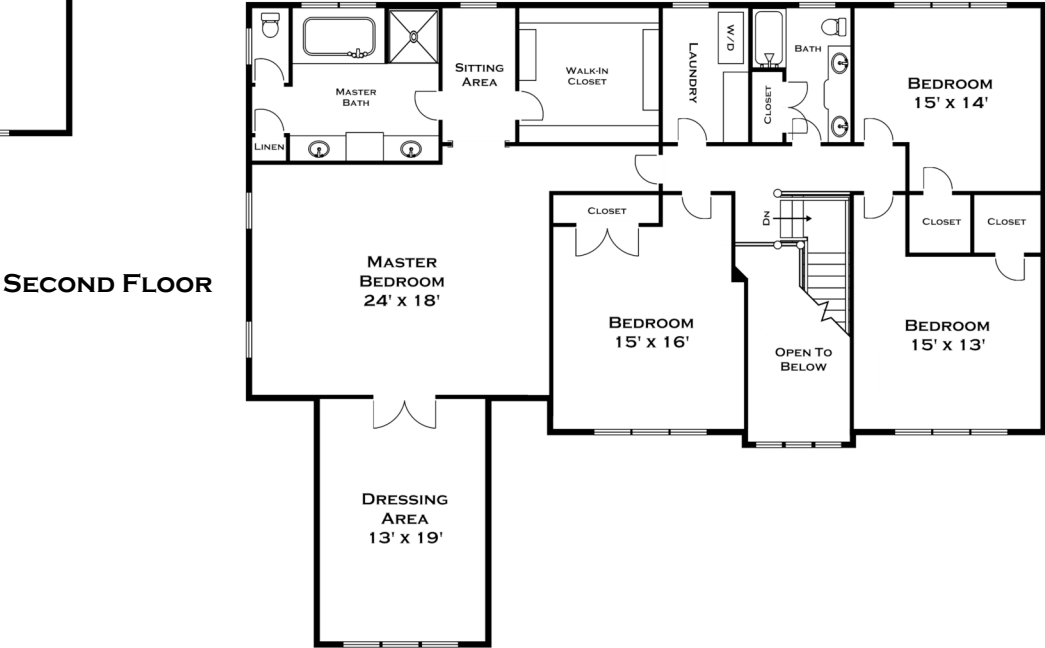 SECOND FLOOR
LINEN
MASTER
BATH
SITTING
AREA
WALK-IN
CLOSET
LAUNDRY
W/D
CLOSET
BATH
BEDROOM
15' X 14'
CLOSET
CLOSET
CLOSET
DN
MASTER
BEDROOM
24' X 18'
BEDROOM
15' X 16'
OPEN TO
BELOW
BEDROOM
15' X 13'
DRESSING
AREA
13' X 19'